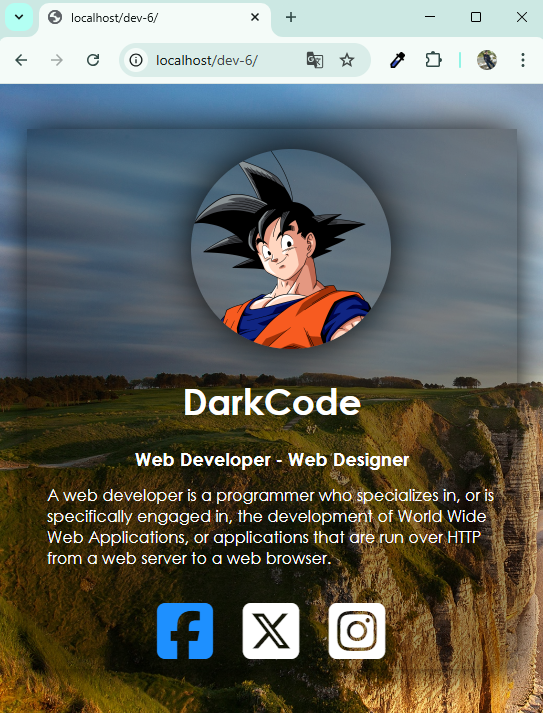 localhost/dev-6/
localhost/dev-6/
DarkCode
Web Developer - Web Designer
A web developer is a programmer who specializes in, or is
specifically engaged in, the development of World Wide
Web Applications, or applications that are run over HTTP
from a web server to a web browser.